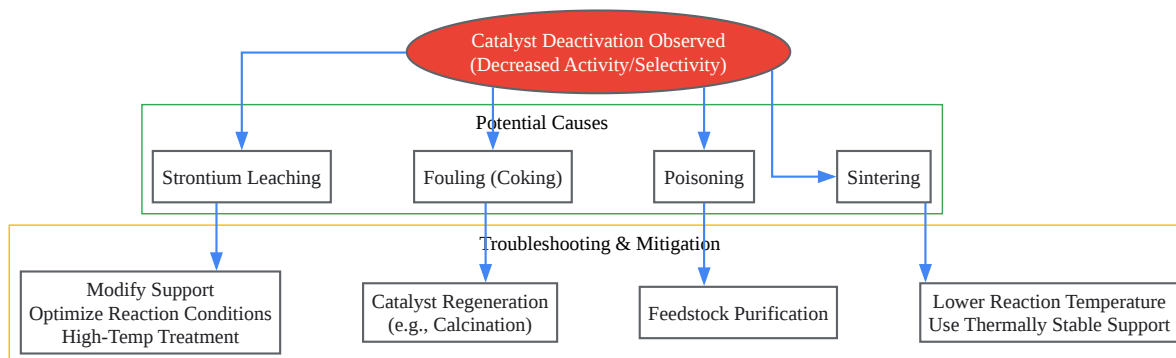 Catalyst Deactivation Observed
(Decreased Activity/Selectivity)
Potential Causes
Strontium Leaching
Fouling (Coking)
Poisoning
Sintering
Troubleshooting & Mitigation
Modify Support
Optimize Reaction Conditions
High-Temp Treatment
Catalyst Regeneration
(e.g., Calcination)
Feedstock Purification
Lower Reaction Temperature
Use Thermally Stable Support